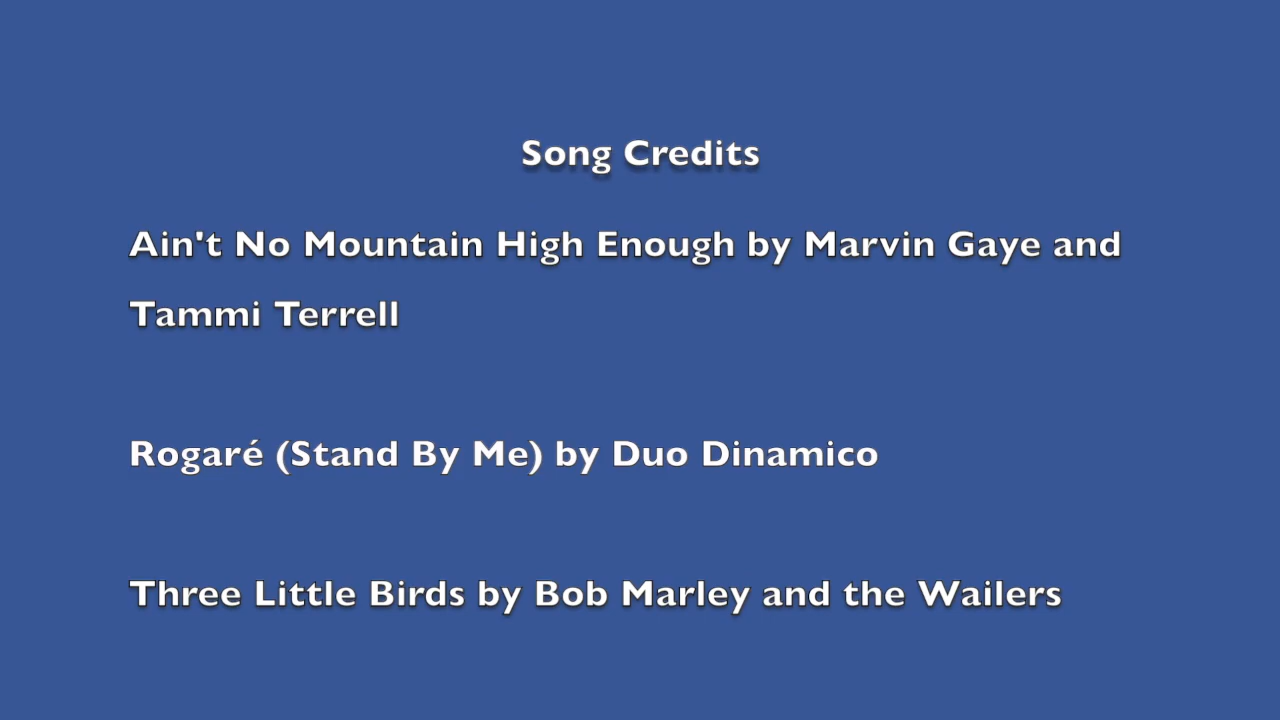 Song Credits
Ain't No Mountain High Enough by Marvin Gaye and
Tammi Terrell
Rogaré (Stand By Me) by Duo Dinamico
Three Little Birds by Bob Marley and the Wailers